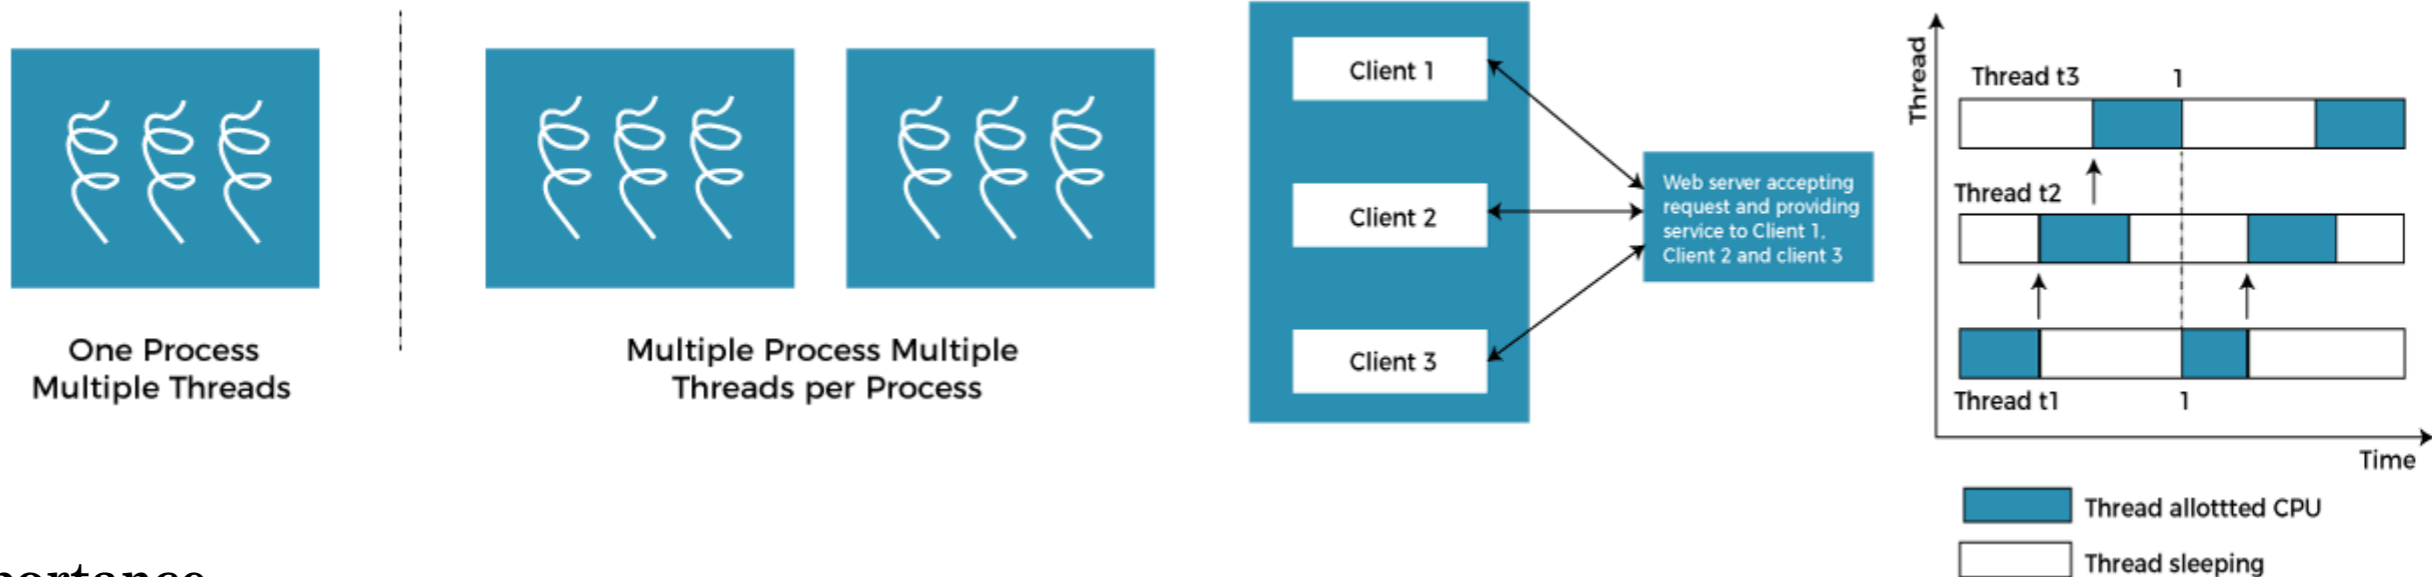 One Process
Multiple Threads
Multiple Process Multiple
Threads per Process
Client 1
Client 2
Client 3
Web server accepting
request and providing
service to Client 1.
Client 2 and client 3
Thread
Thread t3
1
Thread t2
Thread t1
1
Time
Thread allottted CPU
Thread sleeping